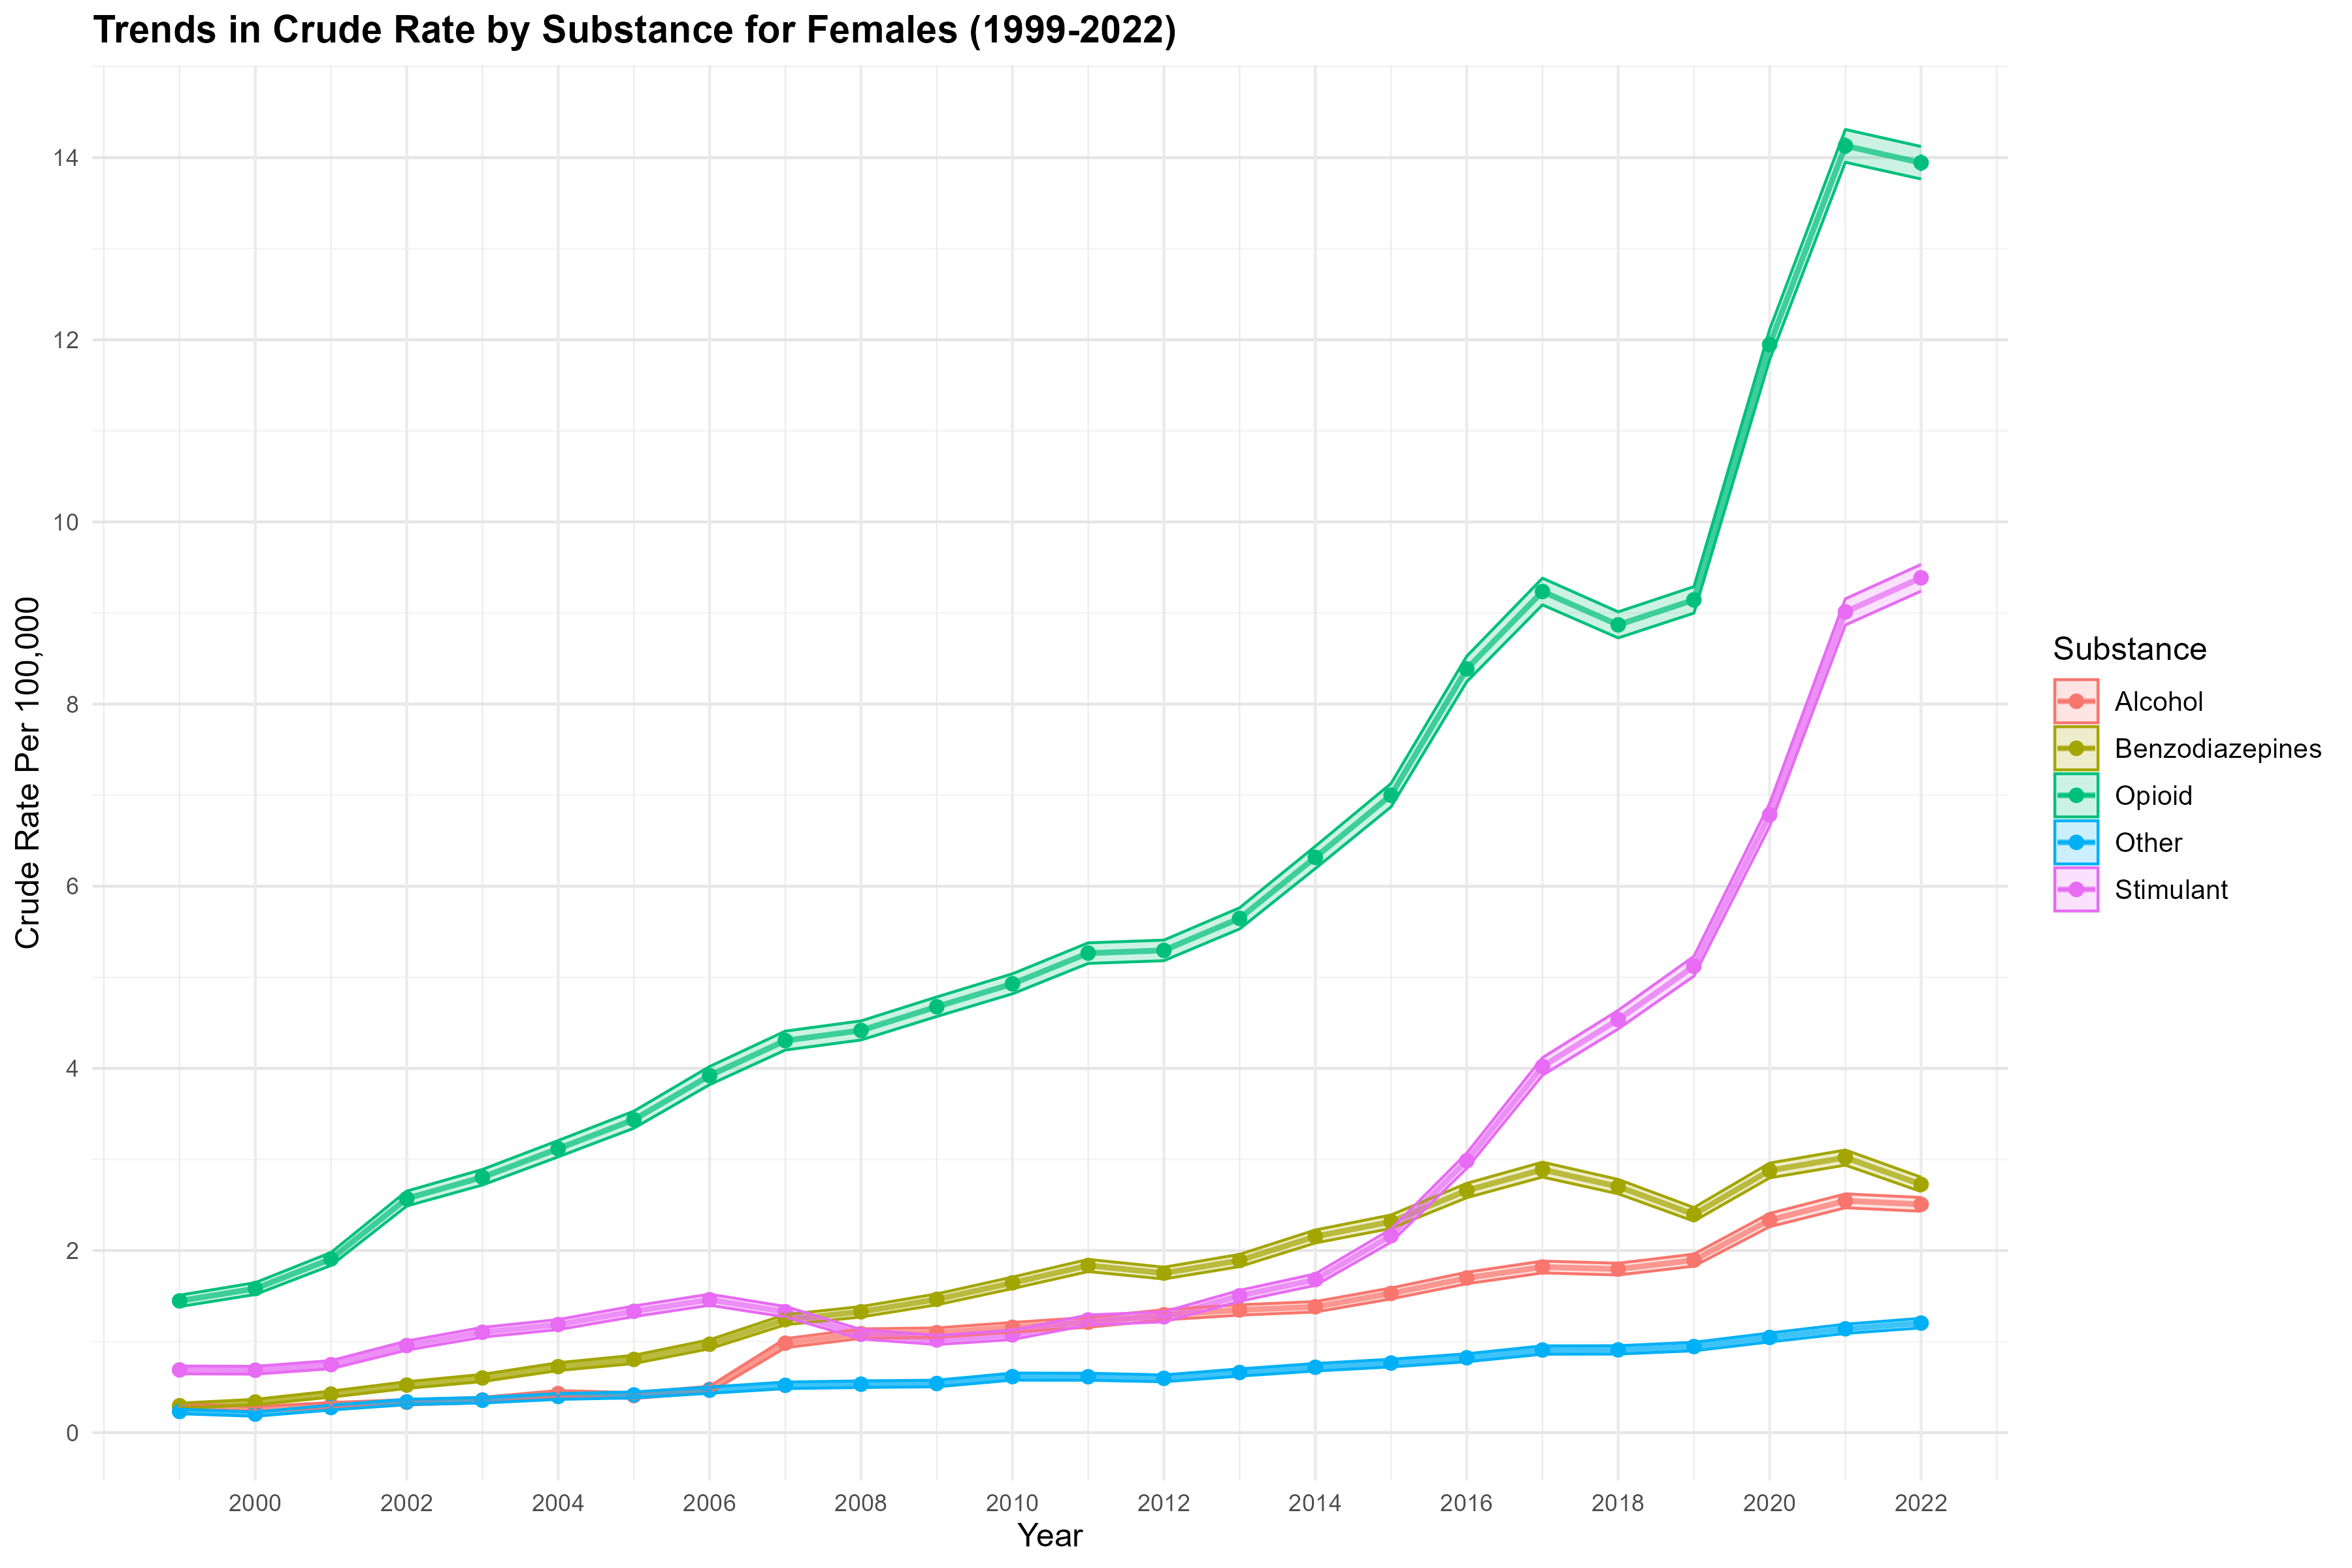 Trends in Crude Rate by Substance for Females (1999-2022)
14
12
10
8
6
4
2
0
Crude Rate Per 100,000
2000 2002 2004 2006 2008 2010 2012 2014 2016 2018 2020 2022
Year
Substance
Alcohol
Benzodiazepines
Opioid
Other
Stimulant